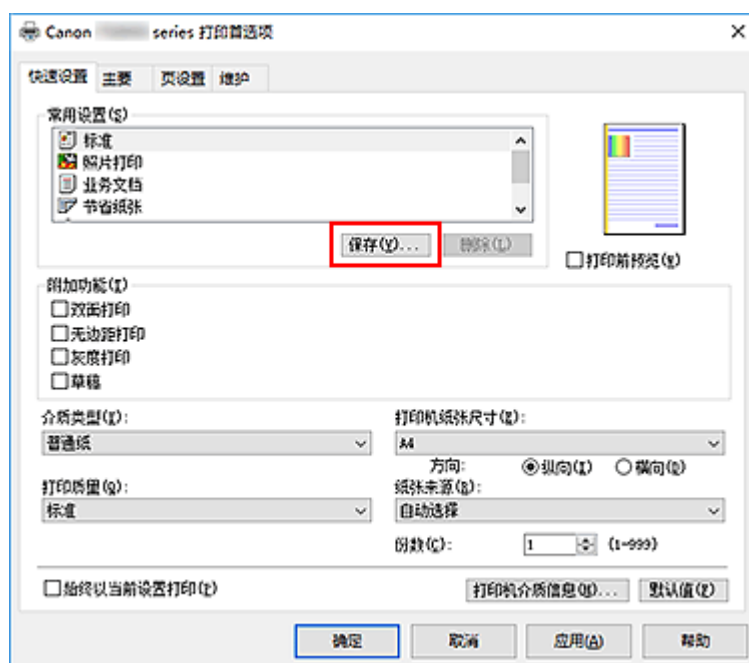 Canon series 打印首选项
快速设置 主要 页设置 维护
常用设置(S)
标准
照片打印
业务文档
节省纸张
保存(V)... 删除(L)
打印前预览(W)
附加功能(I)
双面打印
无边距打印
灰度打印
草稿
介质类型(E): 打印机纸张尺寸(Z):
普通纸 A4
方向: 纵向(I) 横向(D)
打印质量(Q): 纸张来源(B):
标准 自动选择
份数(C): 1 (1-999)
始终以当前设置打印(P)
打印机介质信息(M)... 默认值(F)
确定 取消 应用(A) 帮助